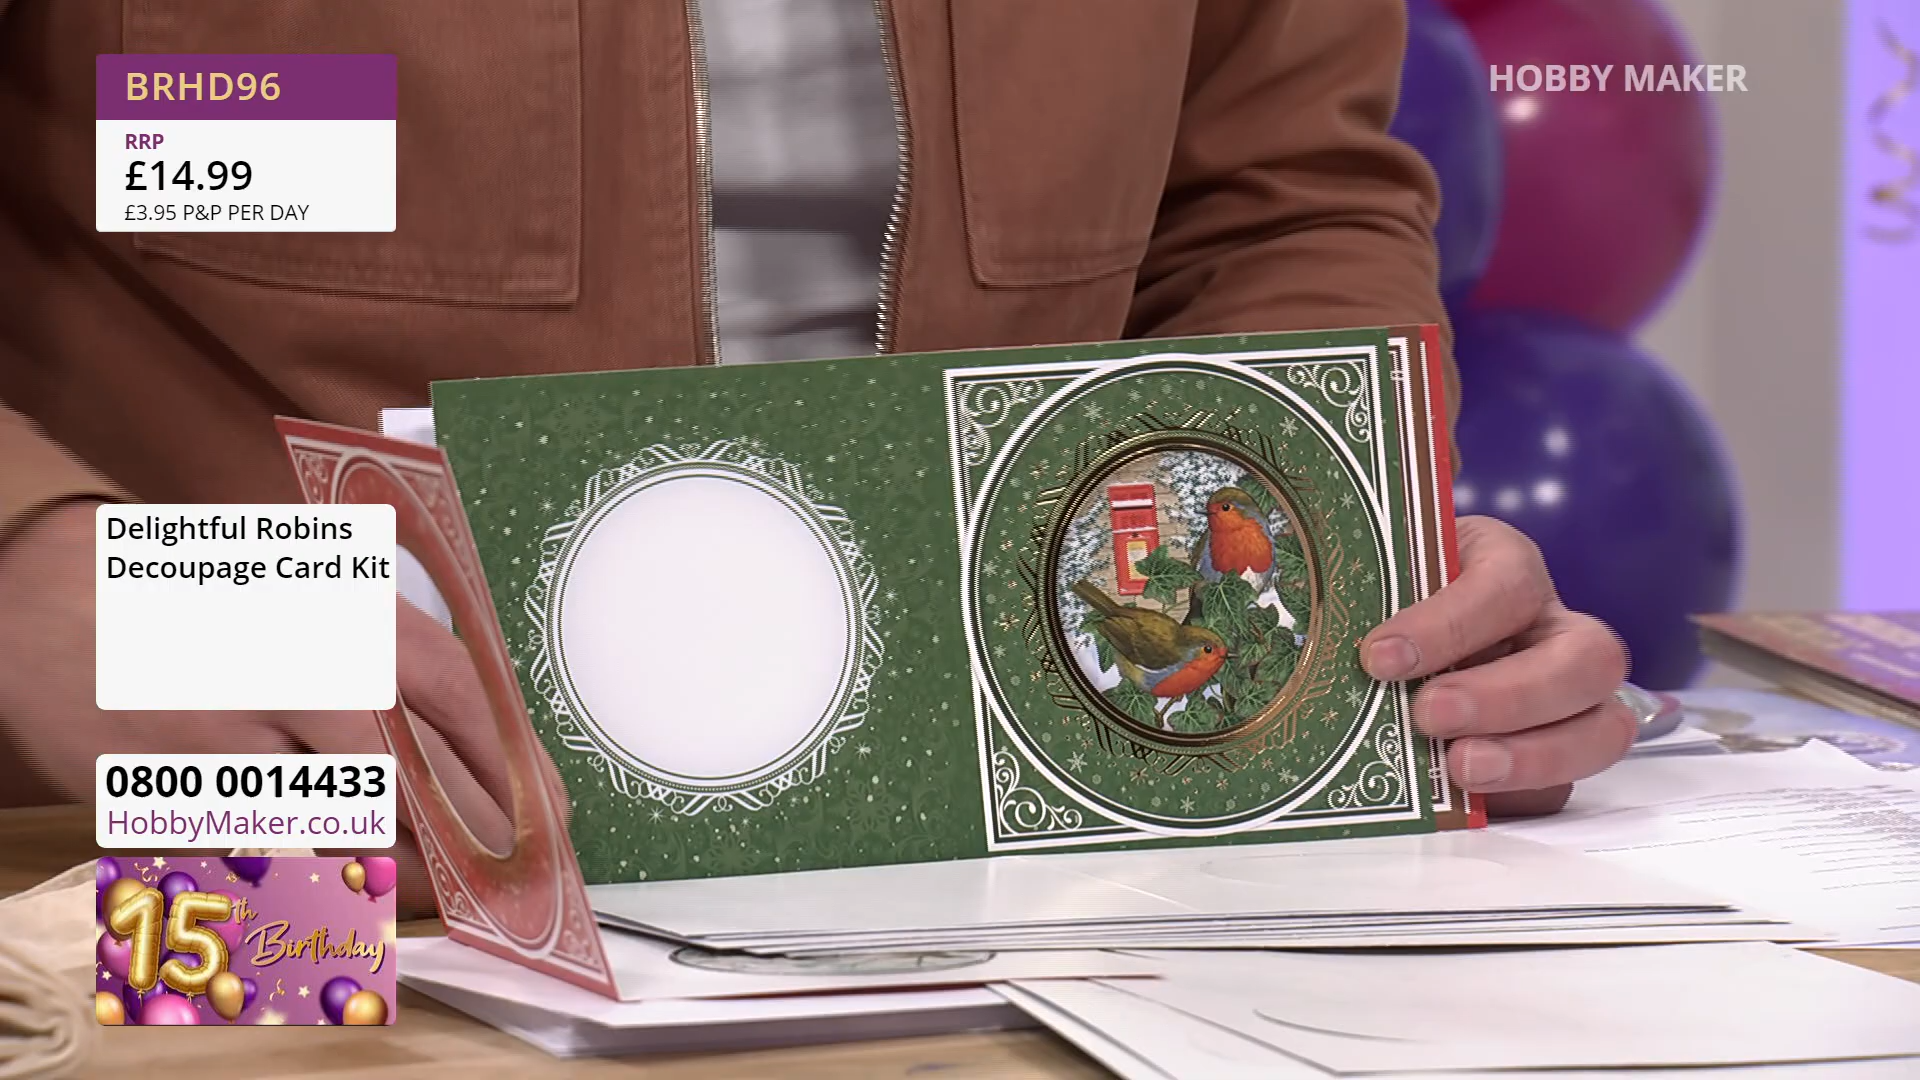 BRHD96
RRP
£14.99
£3.95 P&P PER DAY
HOBBY MAKER
Delightful Robins
Decoupage Card Kit
0800 0014433
HobbyMaker.co.uk
15th
Birthday